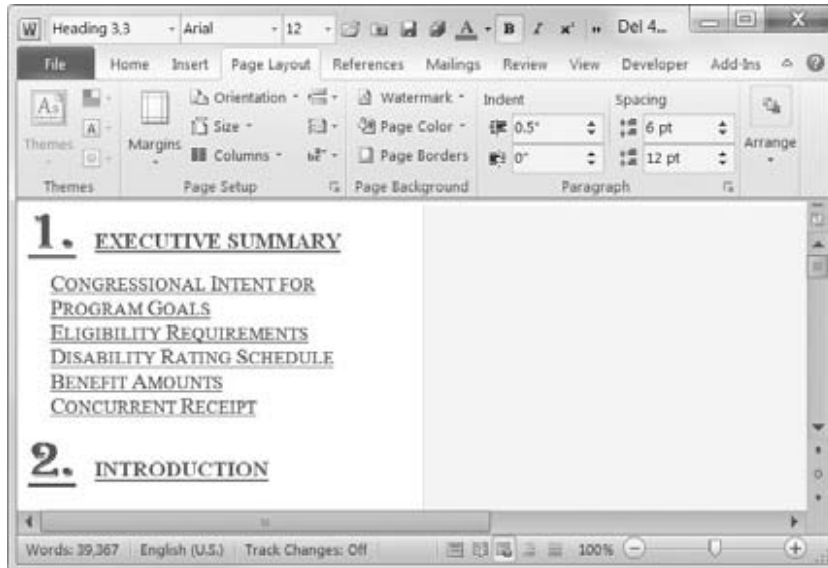 W Heading 3,3 Arial 12 A B I x² Del 4...
File Home Insert Page Layout References Mailings Review View Developer Add-Ins
Aa Orientation Watermark Indent Spacing
A Size Page Color 0.5" 6 pt
Themes Margins Columns Page Borders 0" 12 pt Arrange
Themes Page Setup Page Background Paragraph
1. EXECUTIVE SUMMARY
CONGRESSIONAL INTENT FOR
PROGRAM GOALS
ELIGIBILITY REQUIREMENTS
DISABILITY RATING SCHEDULE
BENEFIT AMOUNTS
CONCURRENT RECEIPT
2. INTRODUCTION
Words: 39,367 English (U.S.) Track Changes: Off 100%